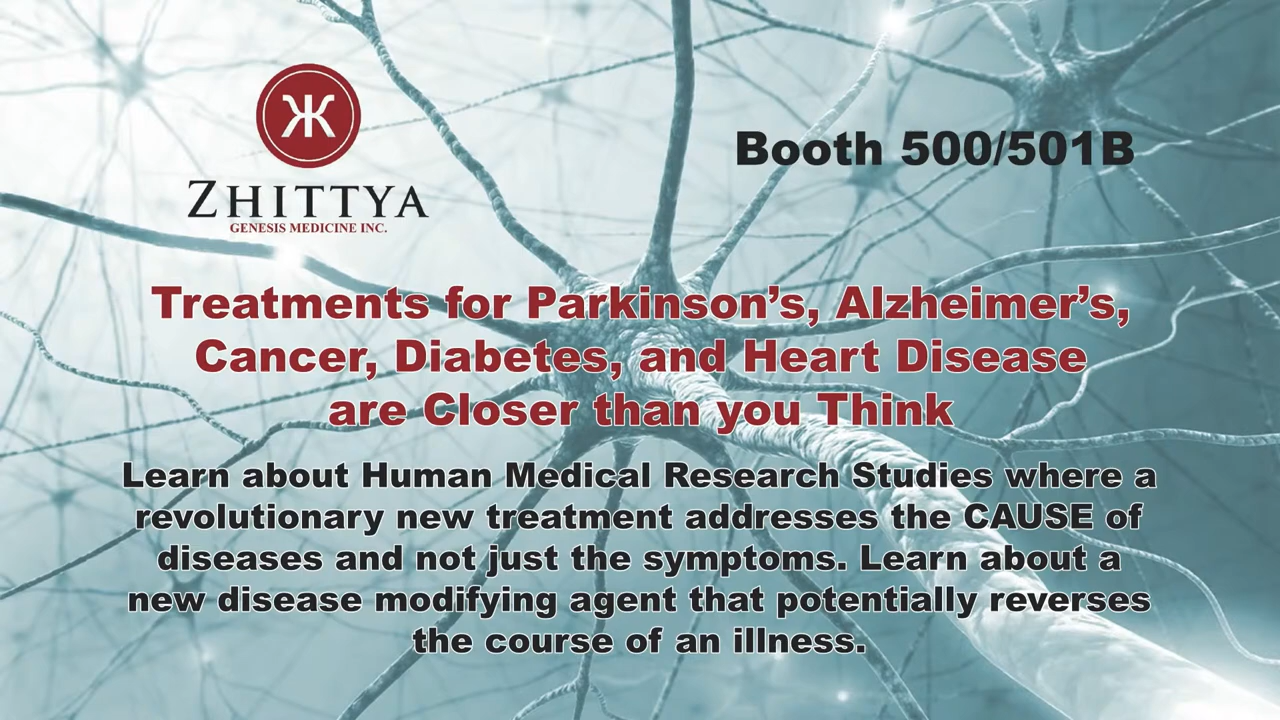 ZHITTYA
GENESIS MEDICINE INC.
Booth 500/501B
Treatments for Parkinson's, Alzheimer's,
Cancer, Diabetes, and Heart Disease
are Closer than you Think
Learn about Human Medical Research Studies where a
revolutionary new treatment addresses the CAUSE of
diseases and not just the symptoms. Learn about a
new disease modifying agent that potentially reverses
the course of an illness.